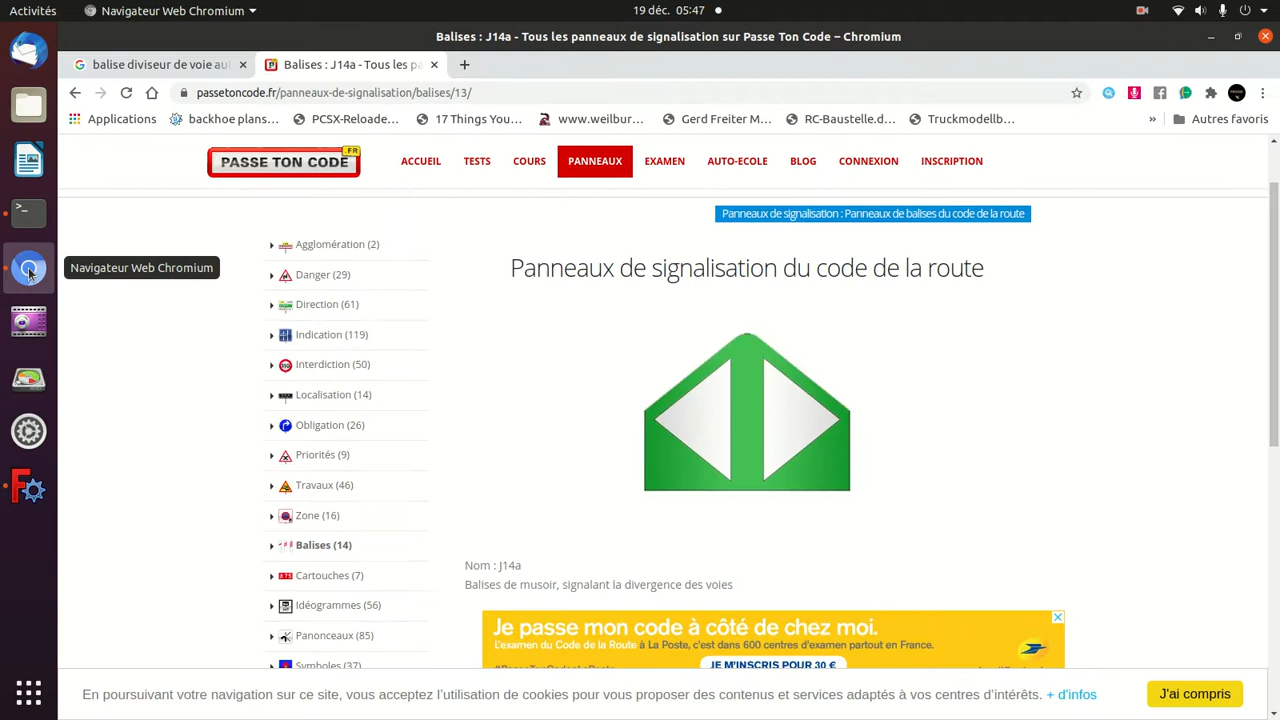 Activités
Navigateur Web Chromium
19 déc. 05:47
Balises : J14a - Tous les panneaux de signalisation sur Passe Ton Code – Chromium
balise diviseur de voie au
Balises : J14a - Tous les pa
passetoncode.fr/panneaux-de-signalisation/balises/13/
Applications
backhoe plans...
PCSX-Reloade...
17 Things You...
www.weilbur...
Gerd Freiter M...
RC-Baustelle.d...
Truckmodellb...
»
Autres favoris
PASSE TON CODE .FR
ACCUEIL
TESTS
COURS
PANNEAUX
EXAMEN
AUTO-ECOLE
BLOG
CONNEXION
INSCRIPTION
Panneaux de signalisation : Panneaux de balises du code de la route
Agglomération (2)
Danger (29)
Direction (61)
Indication (119)
Interdiction (50)
Localisation (14)
Obligation (26)
Priorités (9)
Travaux (46)
Zone (16)
Balises (14)
Cartouches (7)
Idéogrammes (56)
Panonceaux (85)
Symboles (37)
Navigateur Web Chromium
Panneaux de signalisation du code de la route
Nom : J14a
Balises de musoir, signalant la divergence des voies
Je passe mon code à côté de chez moi.
L'examen du Code de la Route à La Poste, c'est dans 600 centres d'examen partout en France.
JE M'INSCRIS POUR 30 €
En poursuivant votre navigation sur ce site, vous acceptez l'utilisation de cookies pour vous proposer des contenus et services adaptés à vos centres d'intérêts. + d'infos
J'ai compris